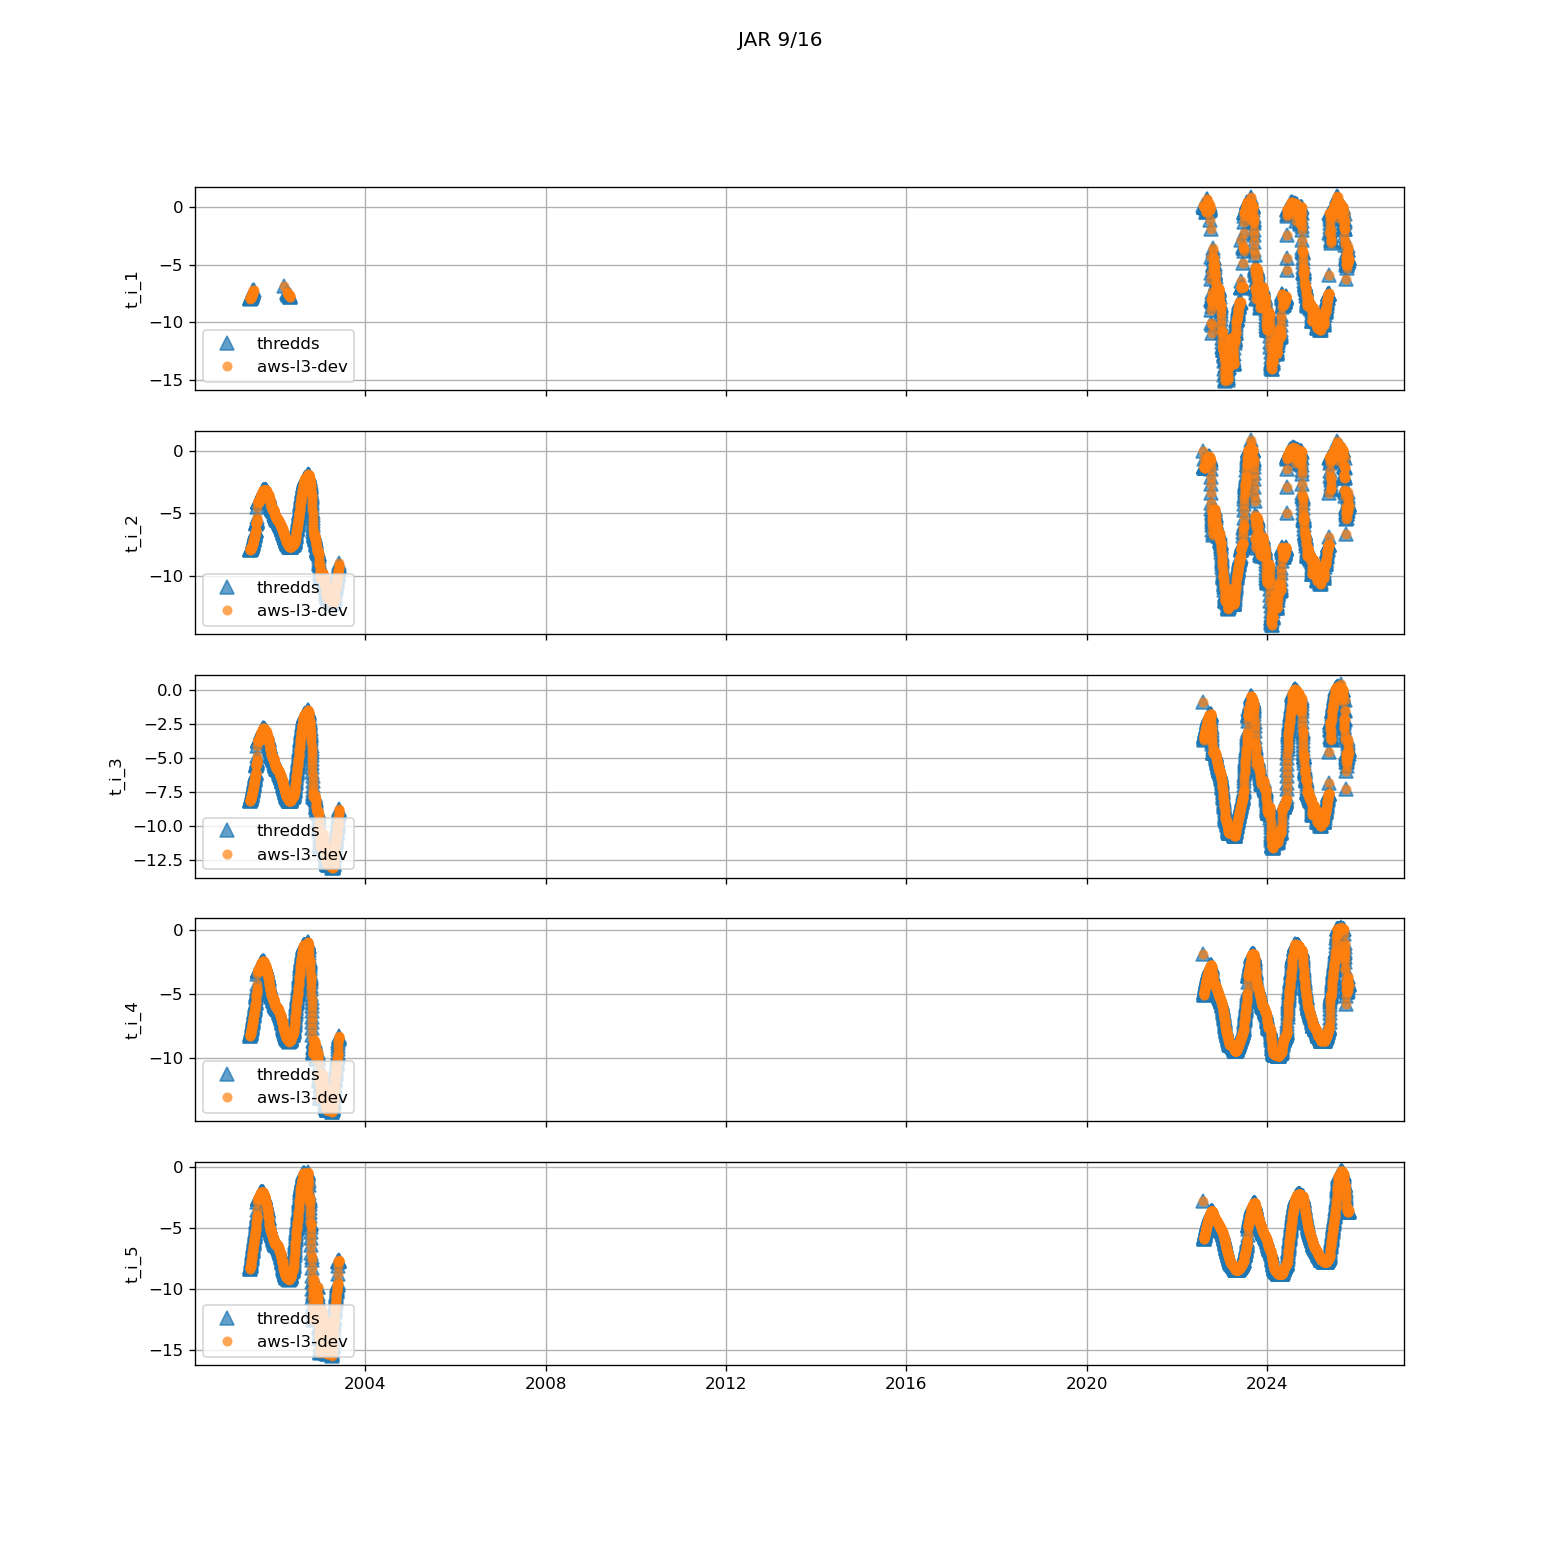 JAR 9/16
t_i_1
0
−5
−10
−15
thredds
aws-l3-dev
t_i_2
0
−5
−10
thredds
aws-l3-dev
t_i_3
0.0
−2.5
−5.0
−7.5
−10.0
−12.5
thredds
aws-l3-dev
t_i_4
0
−5
−10
thredds
aws-l3-dev
t_i_5
0
−5
−10
−15
thredds
aws-l3-dev
2004 2008 2012 2016 2020 2024